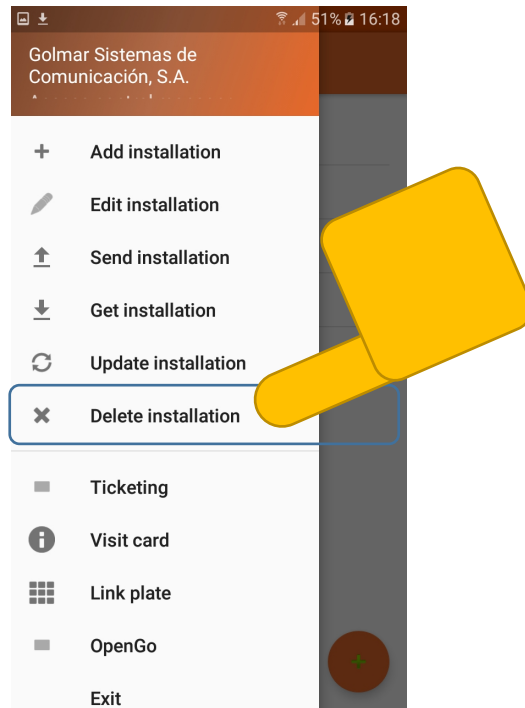 51% 16:18
Golmar Sistemas de
Comunicación, S.A.
Add installation
Edit installation
Send installation
Get installation
Update installation
Delete installation
Ticketing
Visit card
Link plate
OpenGo
Exit